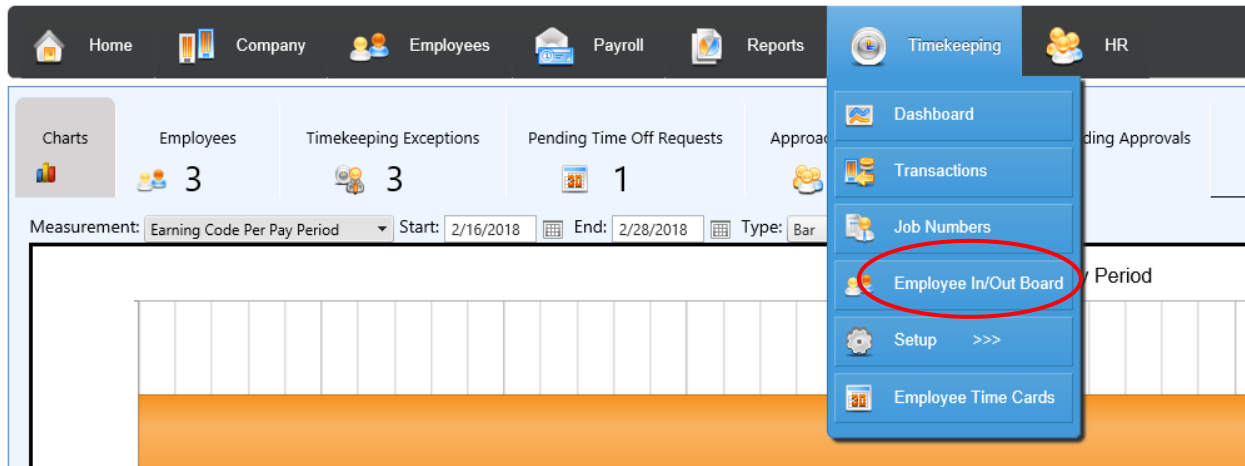 Home Company Employees Payroll Reports Timekeeping HR
Charts Employees Timekeeping Exceptions Pending Time Off Requests Approval
3 3 1
Measurement: Earning Code Per Pay Period Start: 2/16/2018 End: 2/28/2018 Type: Bar
Period
Dashboard
Transactions
Job Numbers
Employee In/Out Board
Setup >>>
Employee Time Cards